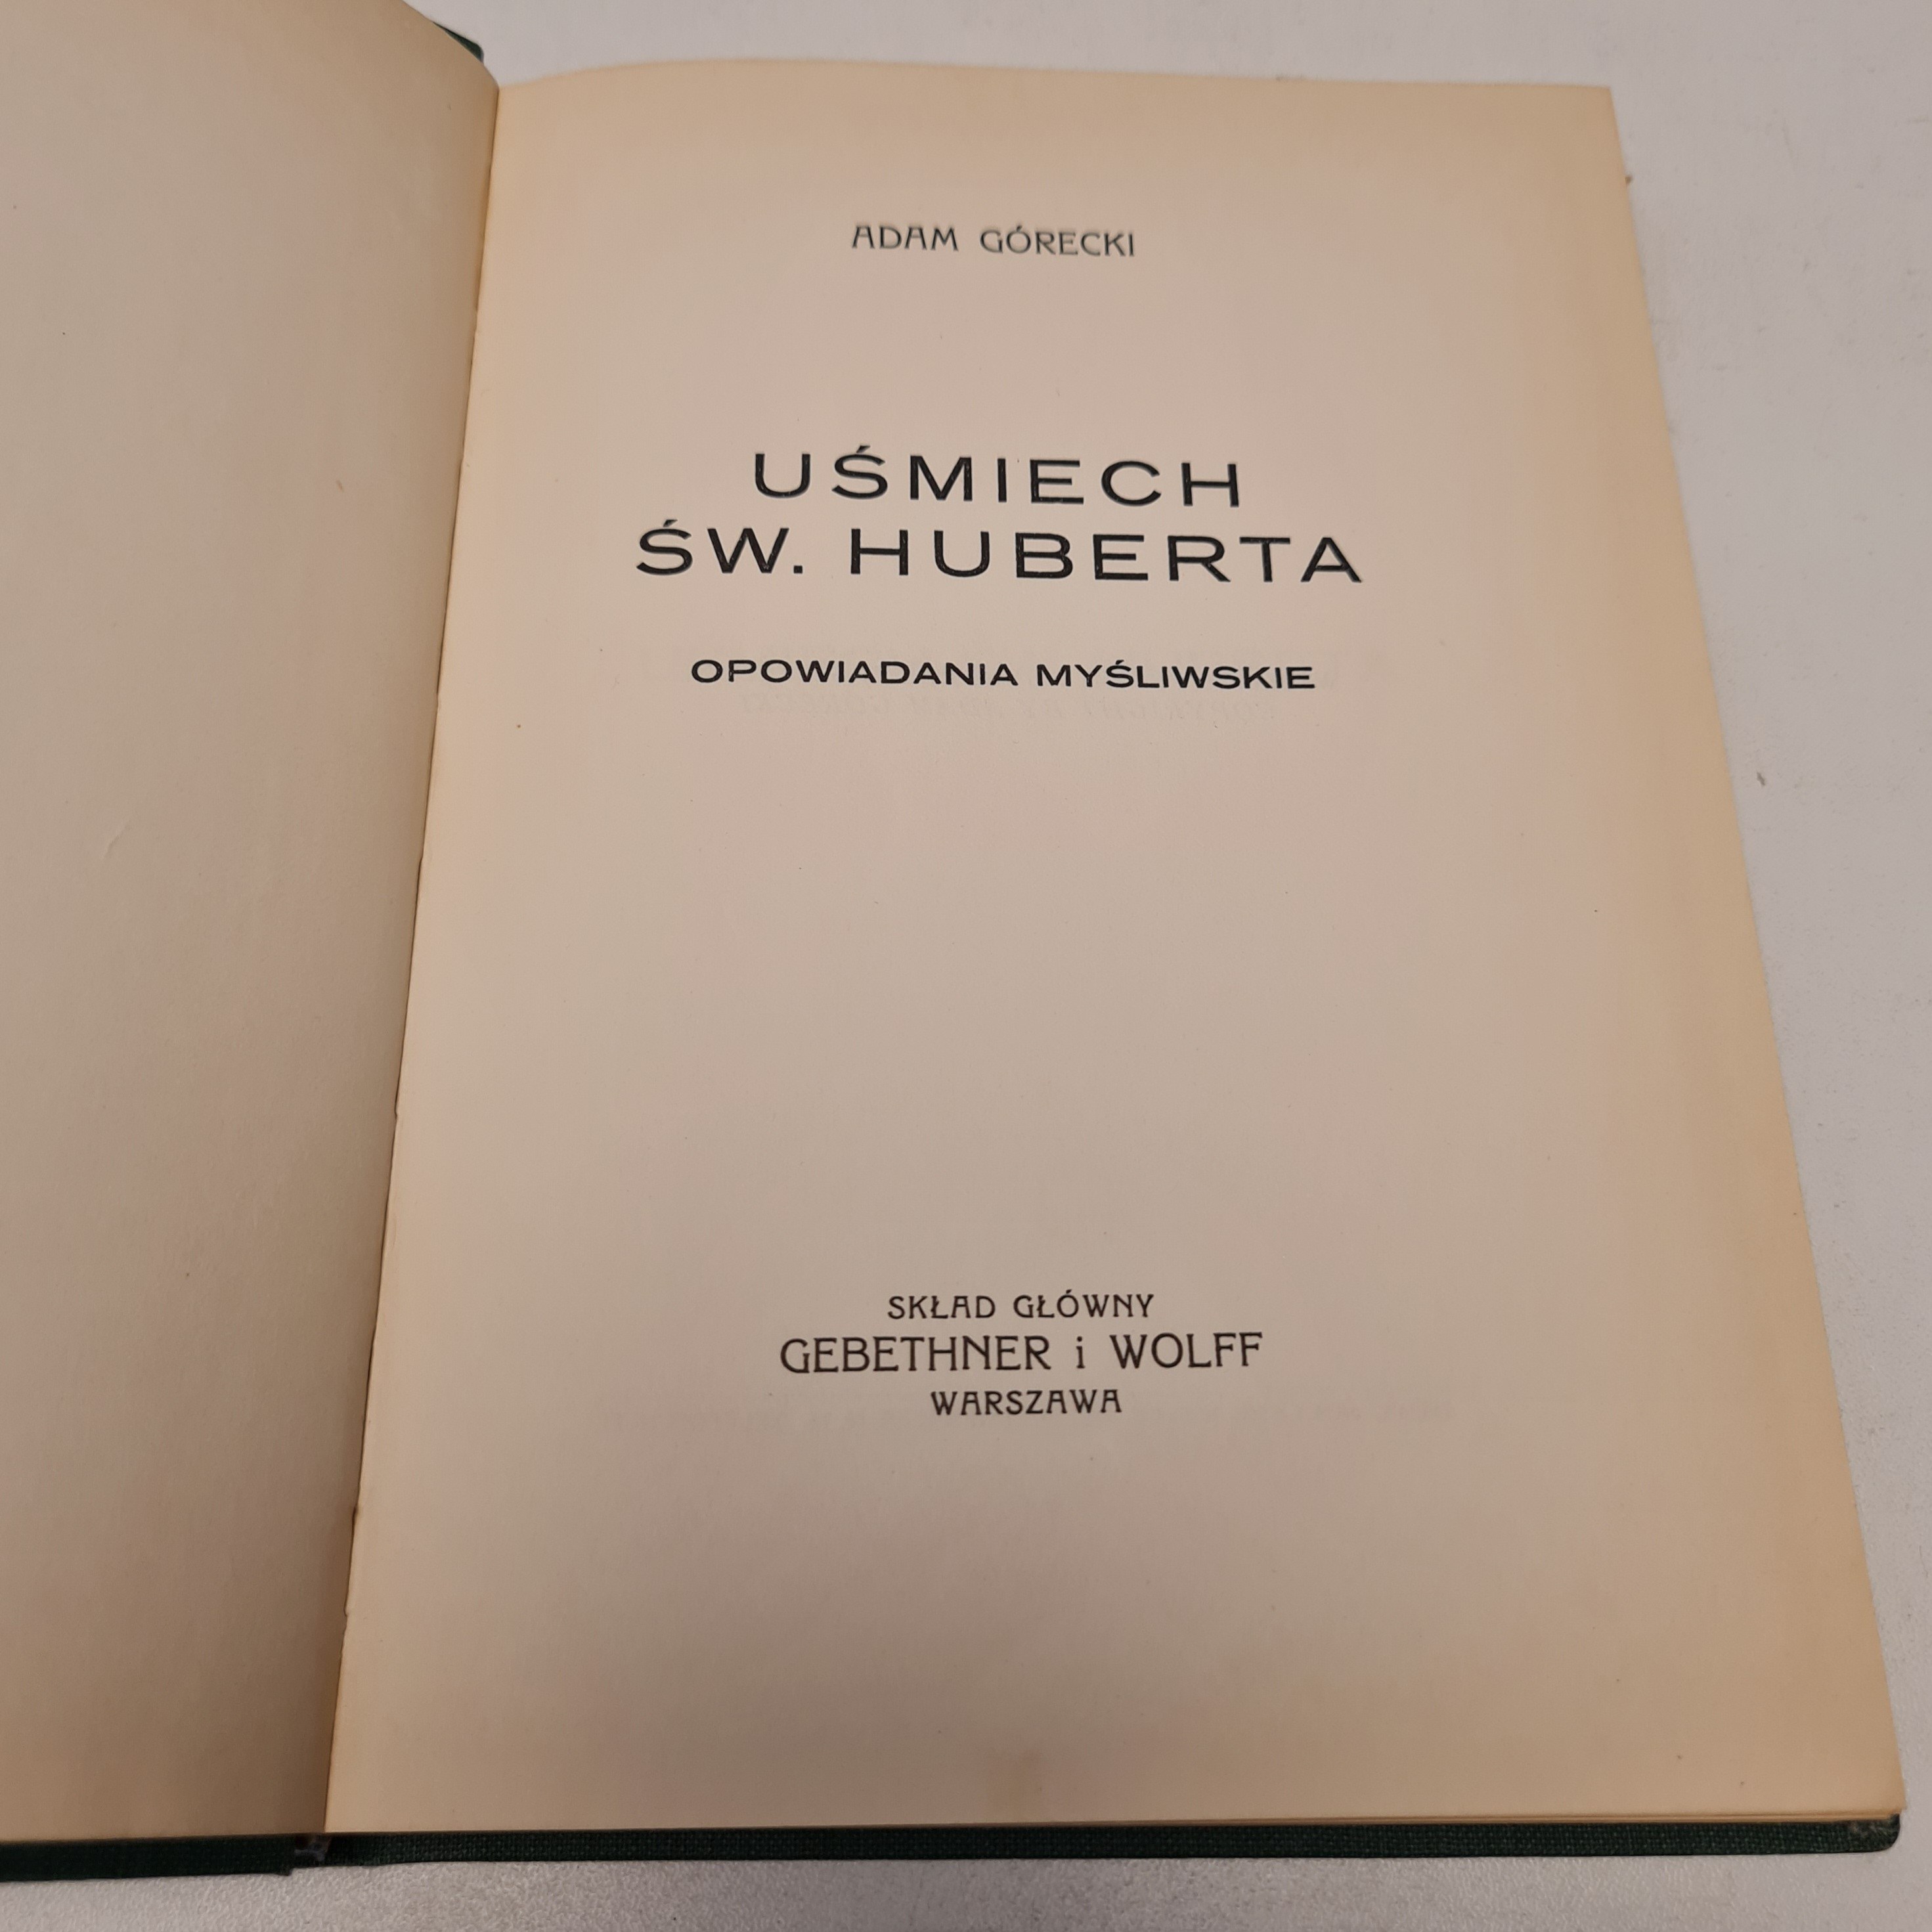 ADAM GÓRECKI
UŚMIECH
ŚW. HUBERTA
OPOWIADANIA MYŚLIWSKIE
SKŁAD GŁÓWNY
GEBETHNER i WOLFF
WARSZAWA